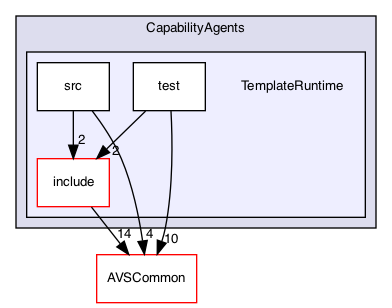 CapabilityAgents
src
test
TemplateRuntime
2
2
include
14
4
10
AVSCommon